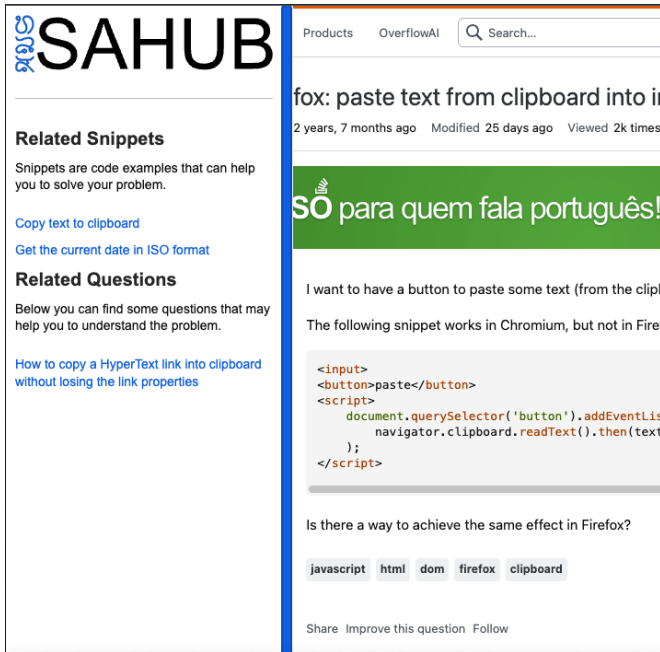 SAHUB
Related Snippets
Snippets are code examples that can help
you to solve your problem.
Copy text to clipboard
Get the current date in ISO format
Related Questions
Below you can find some questions that may
help you to understand the problem.
How to copy a HyperText link into clipboard
without losing the link properties
Products OverflowAI Search...
fox: paste text from clipboard into
2 years, 7 months ago Modified 25 days ago Viewed 2k times
SO para quem fala português!
I want to have a button to paste some text (from the
The following snippet works in Chromium, but not in
<input>
<button>paste</button>
<script>
document.querySelector('button').
navigator.clipboard.readText().then(text
);
</script>
Is there a way to achieve the same effect in Firefox?
javascript html dom firefox clipboard
Share Improve this question Follow